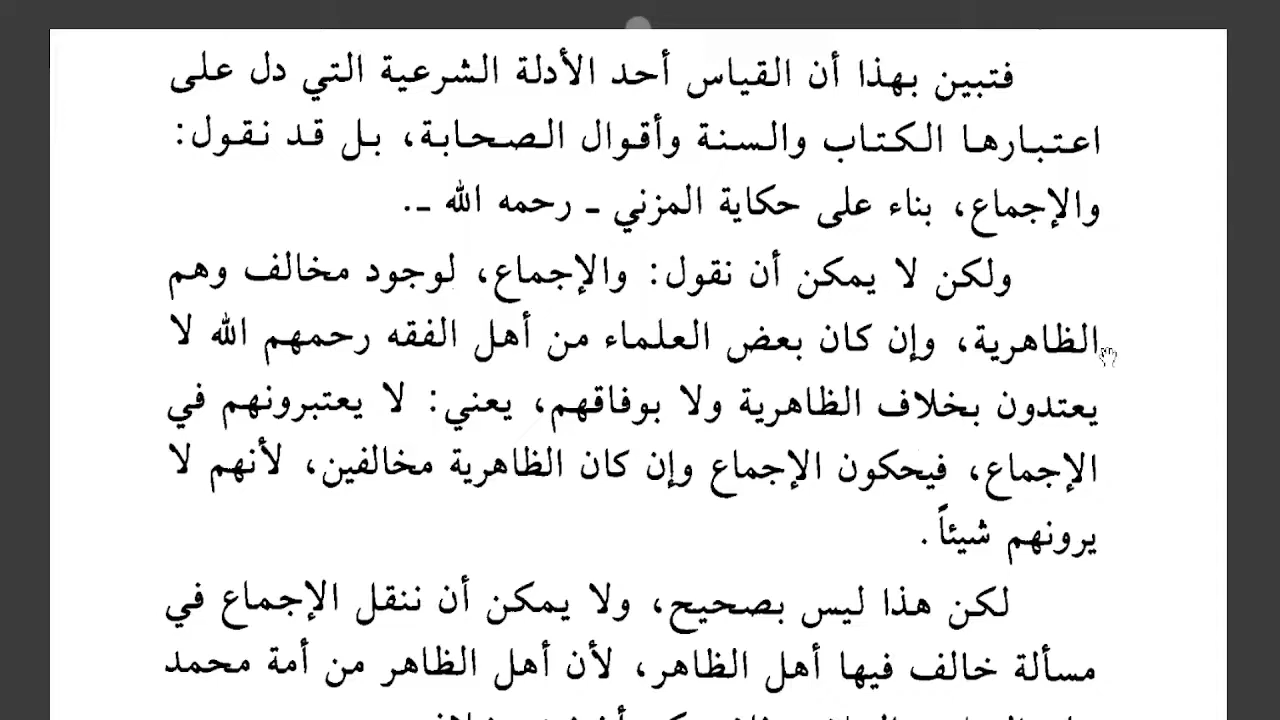 فتبين بهذا أن القياس أحد الأدلة الشرعية التي دل على
اعتبارها الكتاب والسنة وأقوال الصحابة، بل قد نقول:
والإجماع، بناء على حكاية المزني ـ رحمه الله ـ.
ولكن لا يمكن أن نقول: والإجماع، لوجود مخالف وهم
الظاهرية، وإن كان بعض العلماء من أهل الفقه رحمهم الله لا
يعتدون بخلاف الظاهرية ولا بوفاقهم، يعني: لا يعتبرونهم في
الإجماع، فيحكون الإجماع وإن كان الظاهرية مخالفين، لأنهم لا
يرونهم شيئاً.
لكن هذا ليس بصحيح، ولا يمكن أن ننقل الإجماع في
مسألة خالف فيها أهل الظاهر، لأن أهل الظاهر من أمة محمد